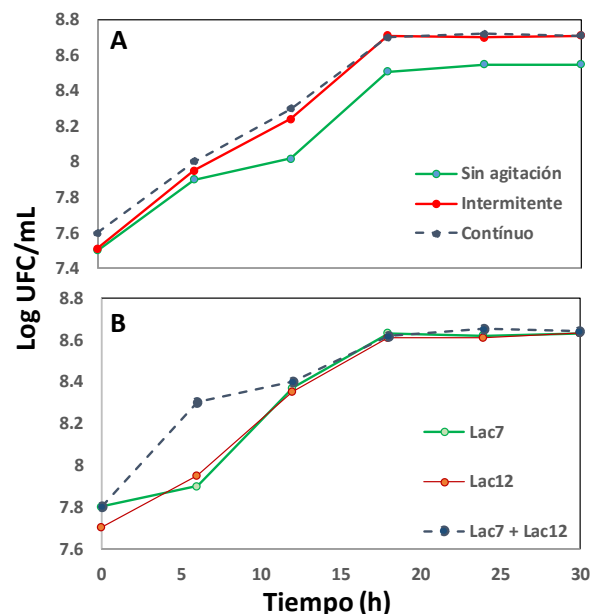 A
8.8
8.6
8.4
8.2
8
7.8
7.6
7.4
Sin agitación
Intermitente
Contínuo
Log UFC/mL
B
8.8
8.6
8.4
8.2
8
7.8
7.6
Lac7
Lac12
Lac7 + Lac12
0 5 10 15 20 25 30
Tiempo (h)